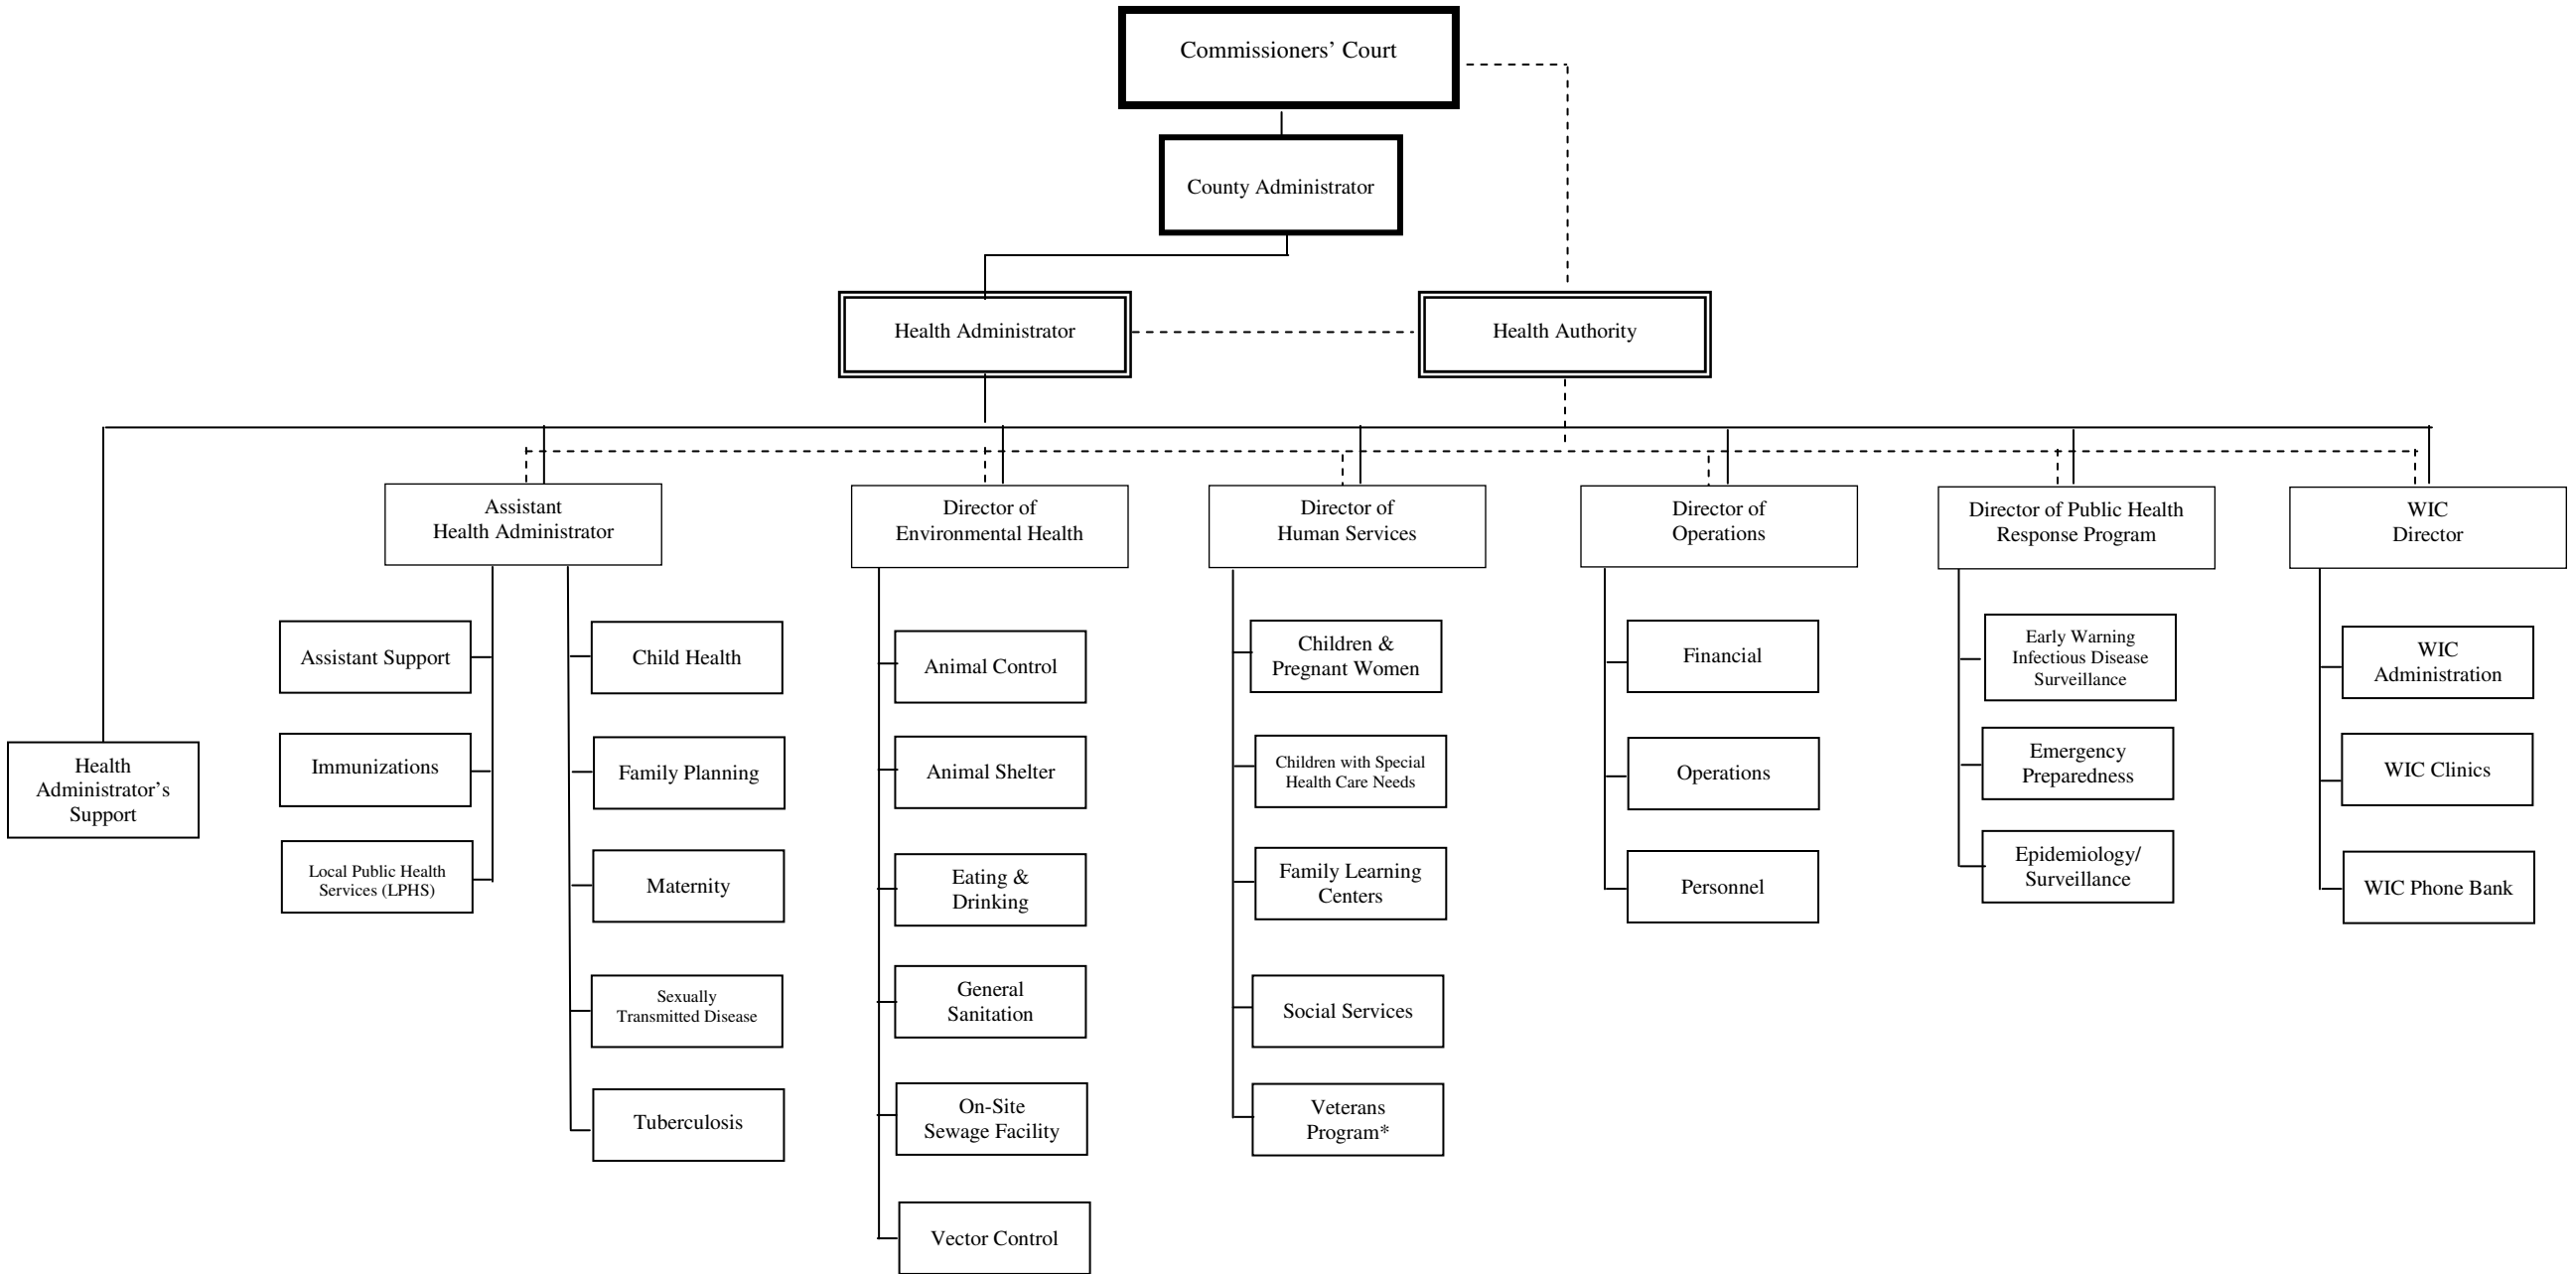 Commissioners’ Court
County Administrator
Health Administrator
Health Authority
Assistant
Health Administrator
Director of
Environmental Health
Director of
Human Services
Director of
Operations
Director of Public Health
Response Program
WIC
Director
Health
Administrator’s
Support
Assistant Support
Immunizations
Local Public Health
Services (LPHS)
Child Health
Family Planning
Maternity
Sexually
Transmitted Disease
Tuberculosis
Animal Control
Animal Shelter
Eating &
Drinking
General
Sanitation
On-Site
Sewage Facility
Vector Control
Children &
Pregnant Women
Children with Special
Health Care Needs
Family Learning
Centers
Social Services
Veterans
Program*
Financial
Operations
Personnel
Early Warning
Infectious Disease
Surveillance
Emergency
Preparedness
Epidemiology/
Surveillance
WIC
Administration
WIC Clinics
WIC Phone Bank